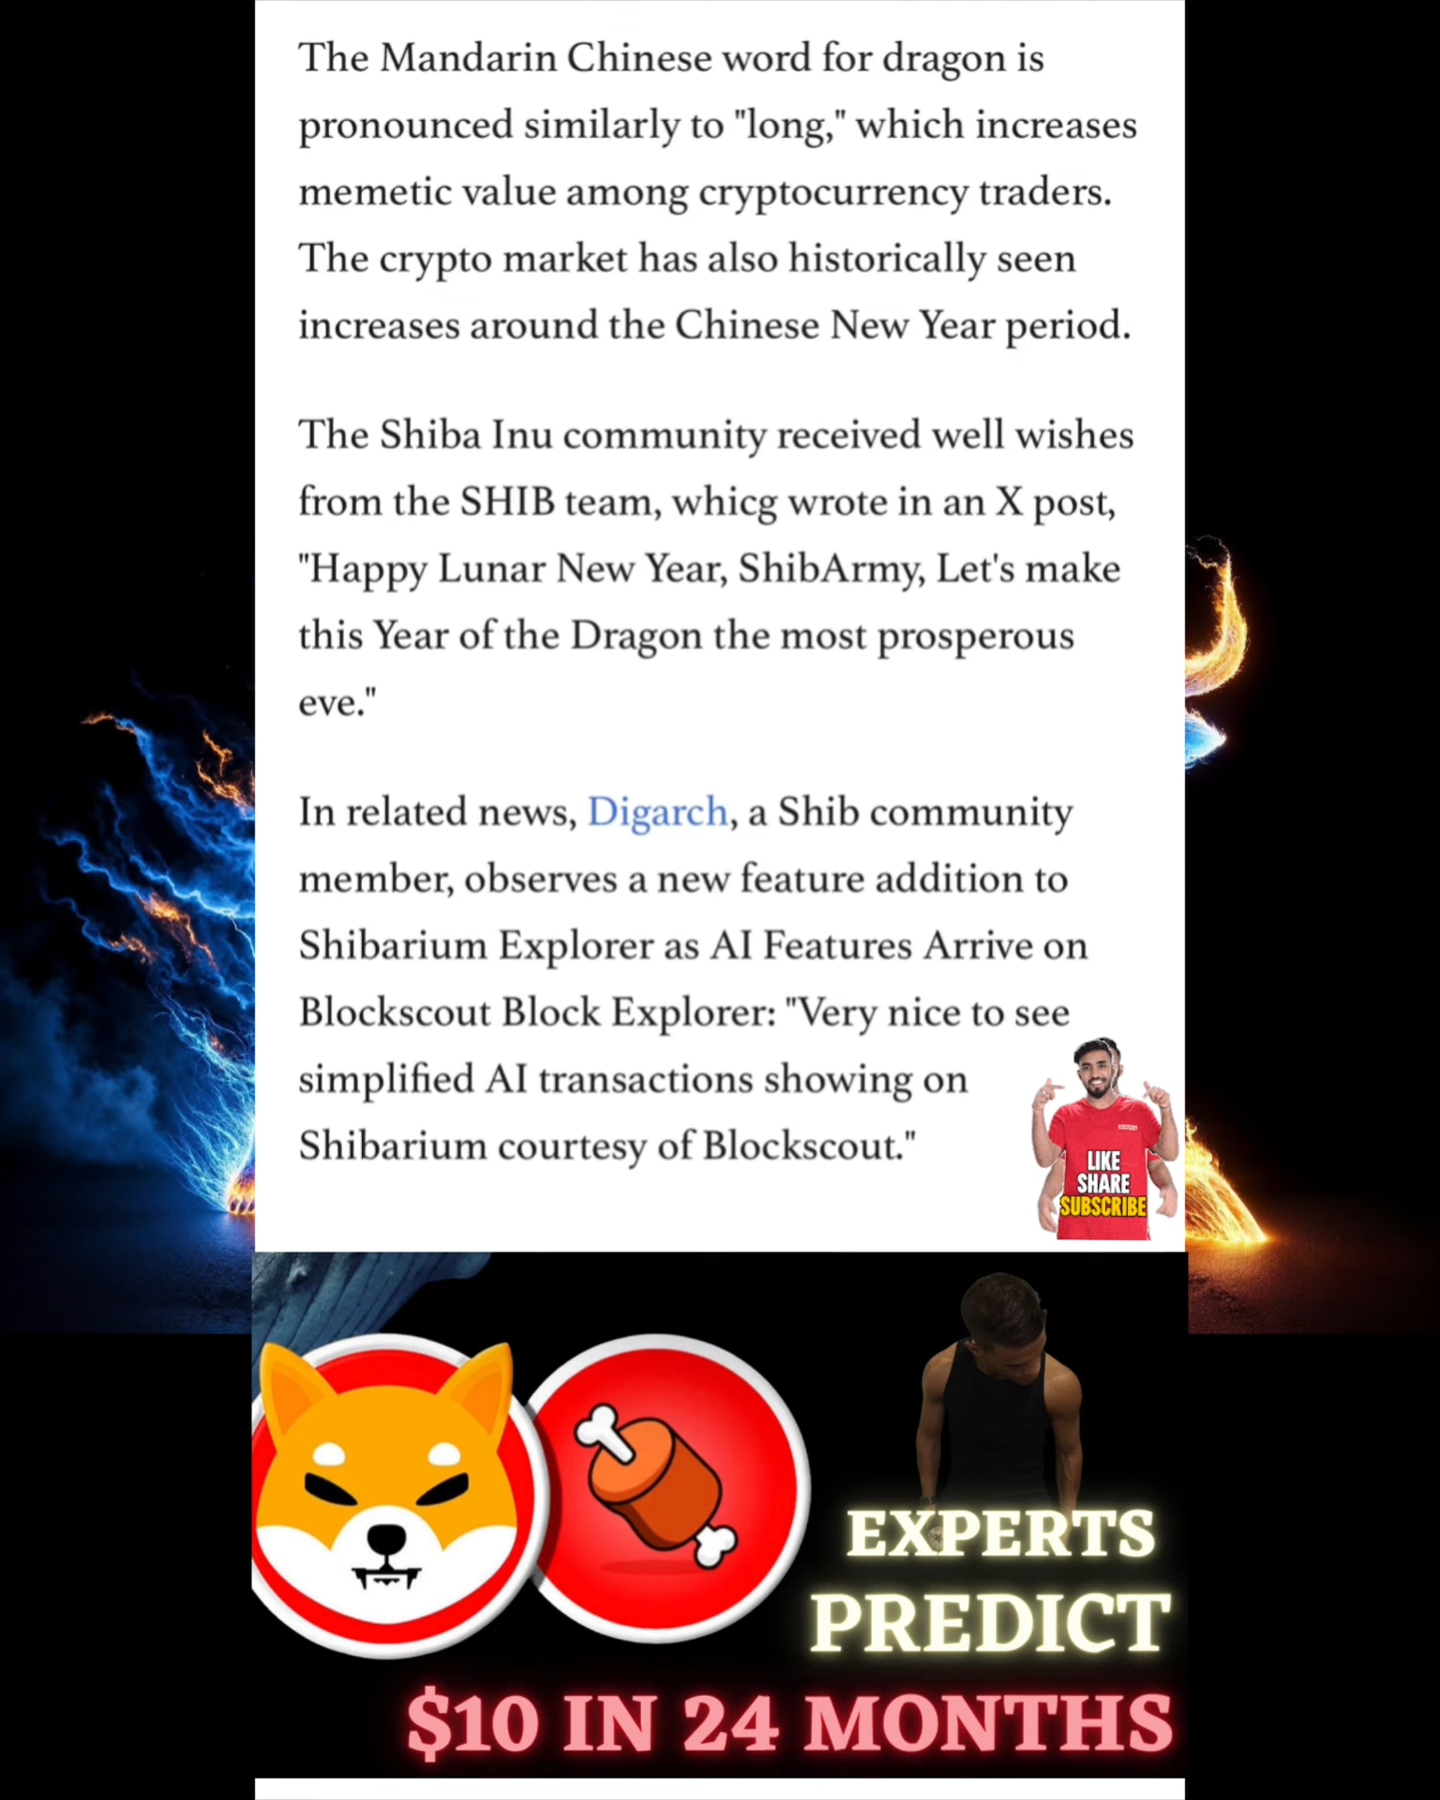 The Mandarin Chinese word for dragon is
pronounced similarly to "long," which increases
memetic value among cryptocurrency traders.
The crypto market has also historically seen
increases around the Chinese New Year period.
The Shiba Inu community received well wishes
from the SHIB team, whicg wrote in an X post,
"Happy Lunar New Year, ShibArmy, Let's make
this Year of the Dragon the most prosperous
eve."
In related news, Digarch, a Shib community
member, observes a new feature addition to
Shibarium Explorer as AI Features Arrive on
Blockscout Block Explorer: "Very nice to see
simplified AI transactions showing on
Shibarium courtesy of Blockscout."
LIKE
SHARE
SUBSCRIBE
EXPERTS
PREDICT
$10 IN 24 MONTHS